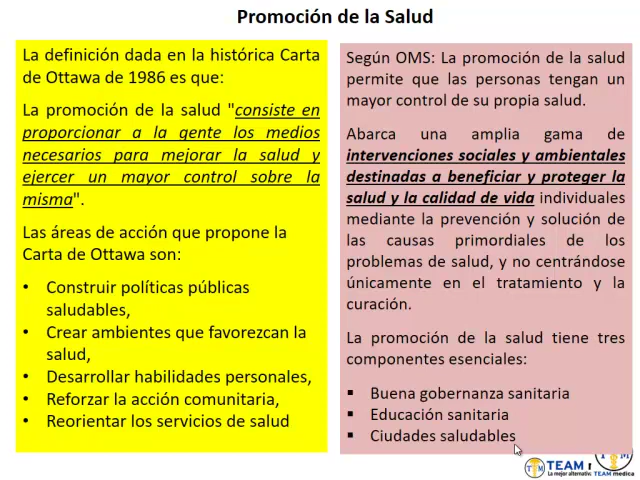 Promoción de la Salud
La definición dada en la histórica Carta
de Ottawa de 1986 es que:
La promoción de la salud "consiste en
proporcionar a la gente los medios
necesarios para mejorar la salud y
ejercer un mayor control sobre la
misma".
Las áreas de acción que propone la
Carta de Ottawa son:
• Construir políticas públicas
saludables,
• Crear ambientes que favorezcan la
salud,
• Desarrollar habilidades personales,
• Reforzar la acción comunitaria,
• Reorientar los servicios de salud
Según OMS: La promoción de la salud
permite que las personas tengan un
mayor control de su propia salud.
Abarca una amplia gama de
intervenciones sociales y ambientales
destinadas a beneficiar y proteger la
salud y la calidad de vida individuales
mediante la prevención y solución de
las causas primordiales de los
problemas de salud, y no centrándose
únicamente en el tratamiento y la
curación.
La promoción de la salud tiene tres
componentes esenciales:
▪ Buena gobernanza sanitaria
▪ Educación sanitaria
▪ Ciudades saludables
TEAM
La mejor alternativa
TEAM medica